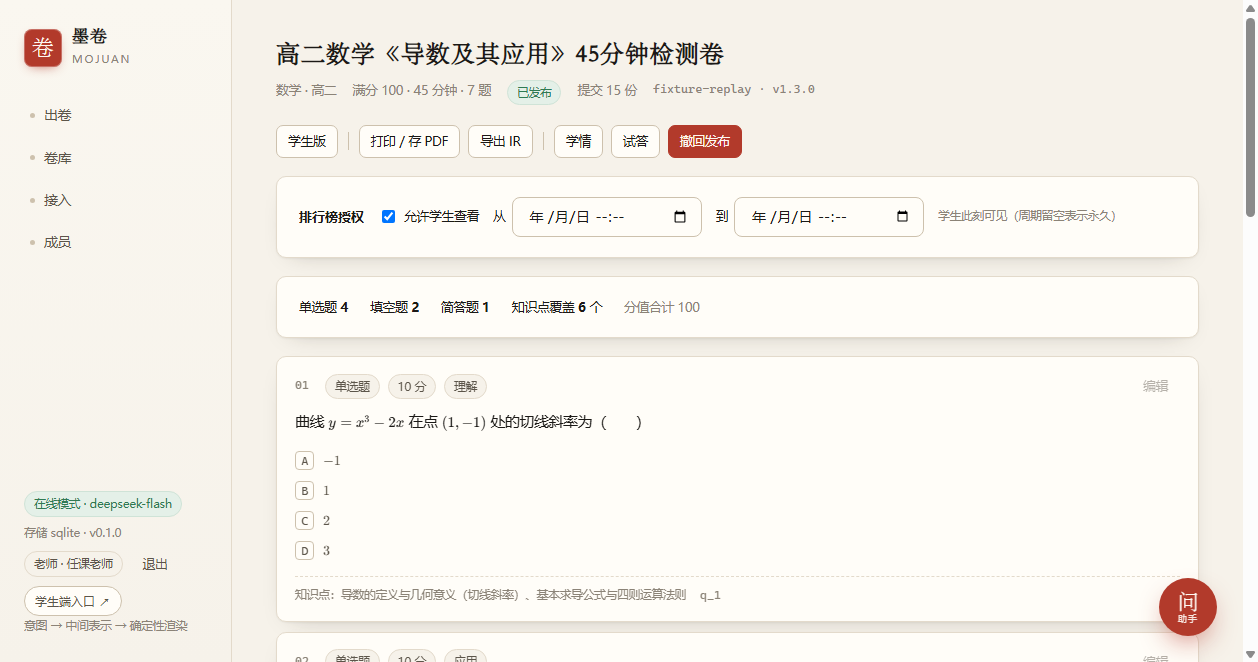 卷
墨卷
MOJUAN
出卷
卷库
接入
成员
在线模式 · deepseek-flash
存储 sqlite · v0.1.0
老师 · 任课老师 退出
学生端入口 ↗
意图 → 中间表示 → 确定性渲染
高二数学《导数及其应用》45分钟检测卷
数学 · 高二 满分 100 · 45 分钟 · 7 题 已发布 提交 15 份 fixture-replay · v1.3.0
学生版 打印 / 存 PDF 导出 IR 学情 试答 撤回发布
排行榜授权 允许学生查看 从 年 /月/日 --:-- 到 年 /月/日 --:-- 学生此刻可见（周期留空表示永久）
单选题 4 填空题 2 简答题 1 知识点覆盖 6 个 分值合计 100
01 单选题 10 分 理解 编辑
曲线 y = x³ − 2x 在点 (1, −1) 处的切线斜率为（  ）
A −1
B 1
C 2
D 3
知识点：导数的定义与几何意义（切线斜率）、基本求导公式与四则运算法则 q_1
02 单选题 10 分 应用 编辑
问
助手